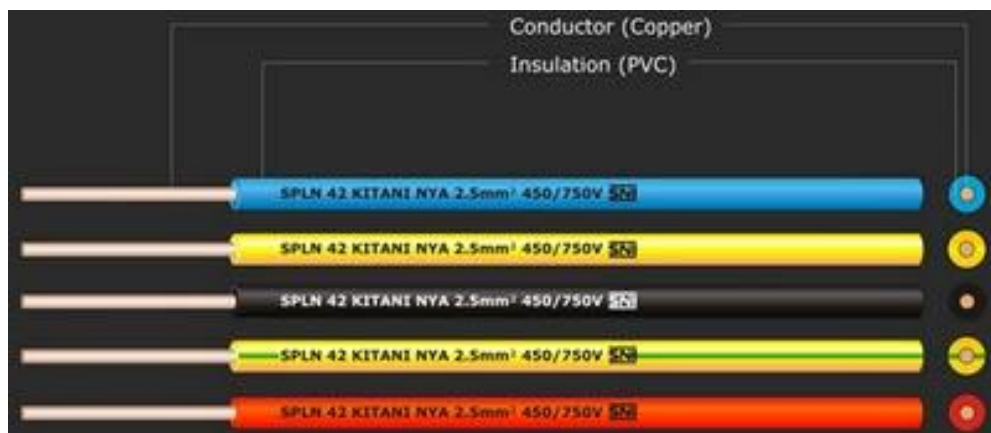 Conductor (Copper)
Insulation (PVC)
SPLN 42 KITANI NYA 2.5mm² 450/750V SNI
SPLN 42 KITANI NYA 2.5mm² 450/750V SNI
SPLN 42 KITANI NYA 2.5mm² 450/750V SNI
SPLN 42 KITANI NYA 2.5mm² 450/750V SNI
SPLN 42 KITANI NYA 2.5mm² 450/750V SNI